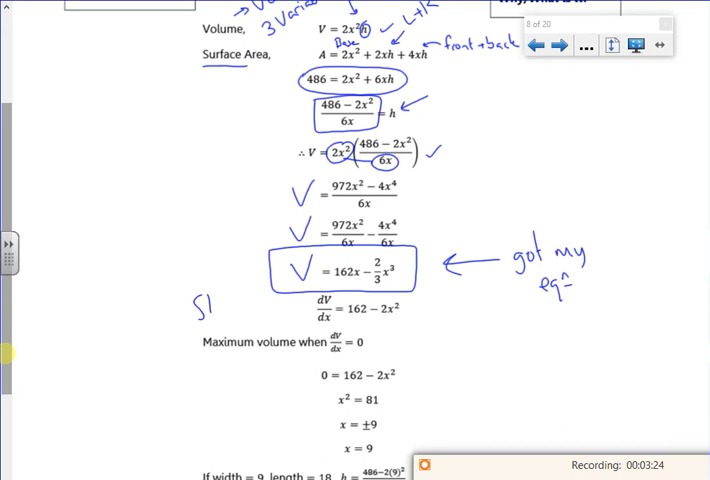 3 Varia
L+R
Volume, V = 2x²h
8 of 20
Base
front + back
Surface Area, A = 2x² + 2xh + 4xh
486 = 2x² + 6xh
(486 − 2x²)/6x = h
∴ V = 2x²((486 − 2x²)/6x)
V = (972x² − 4x⁴)/6x
V = 972x²/6x − 4x⁴/6x
V = 162x − 2/3 x³
got my
eqⁿ
SI
dV/dx = 162 − 2x²
Maximum volume when dV/dx = 0
0 = 162 − 2x²
x² = 81
x = ±9
x = 9
Recording: 00:03:24
If width = 9, length = 18, h = 486−2(9)²